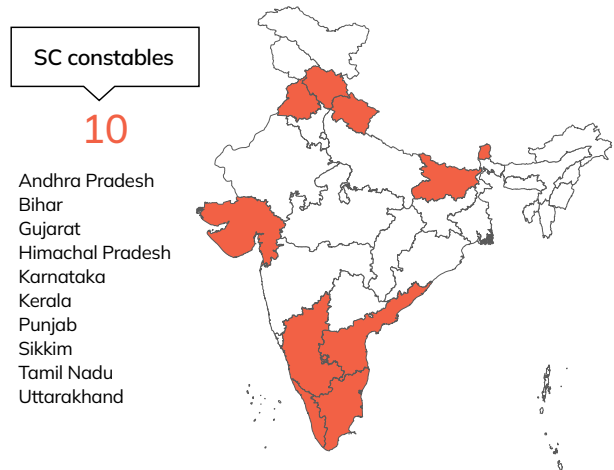 SC constables
10
Andhra Pradesh
Bihar
Gujarat
Himachal Pradesh
Karnataka
Kerala
Punjab
Sikkim
Tamil Nadu
Uttarakhand